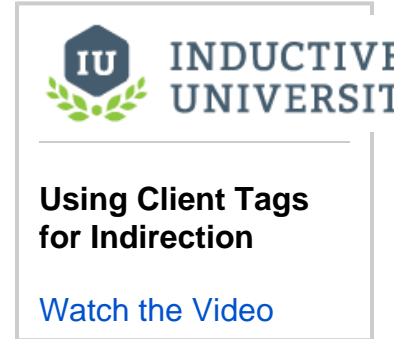 IU
INDUCTIVE
UNIVERSIT
Using Client Tags
for Indirection
Watch the Video